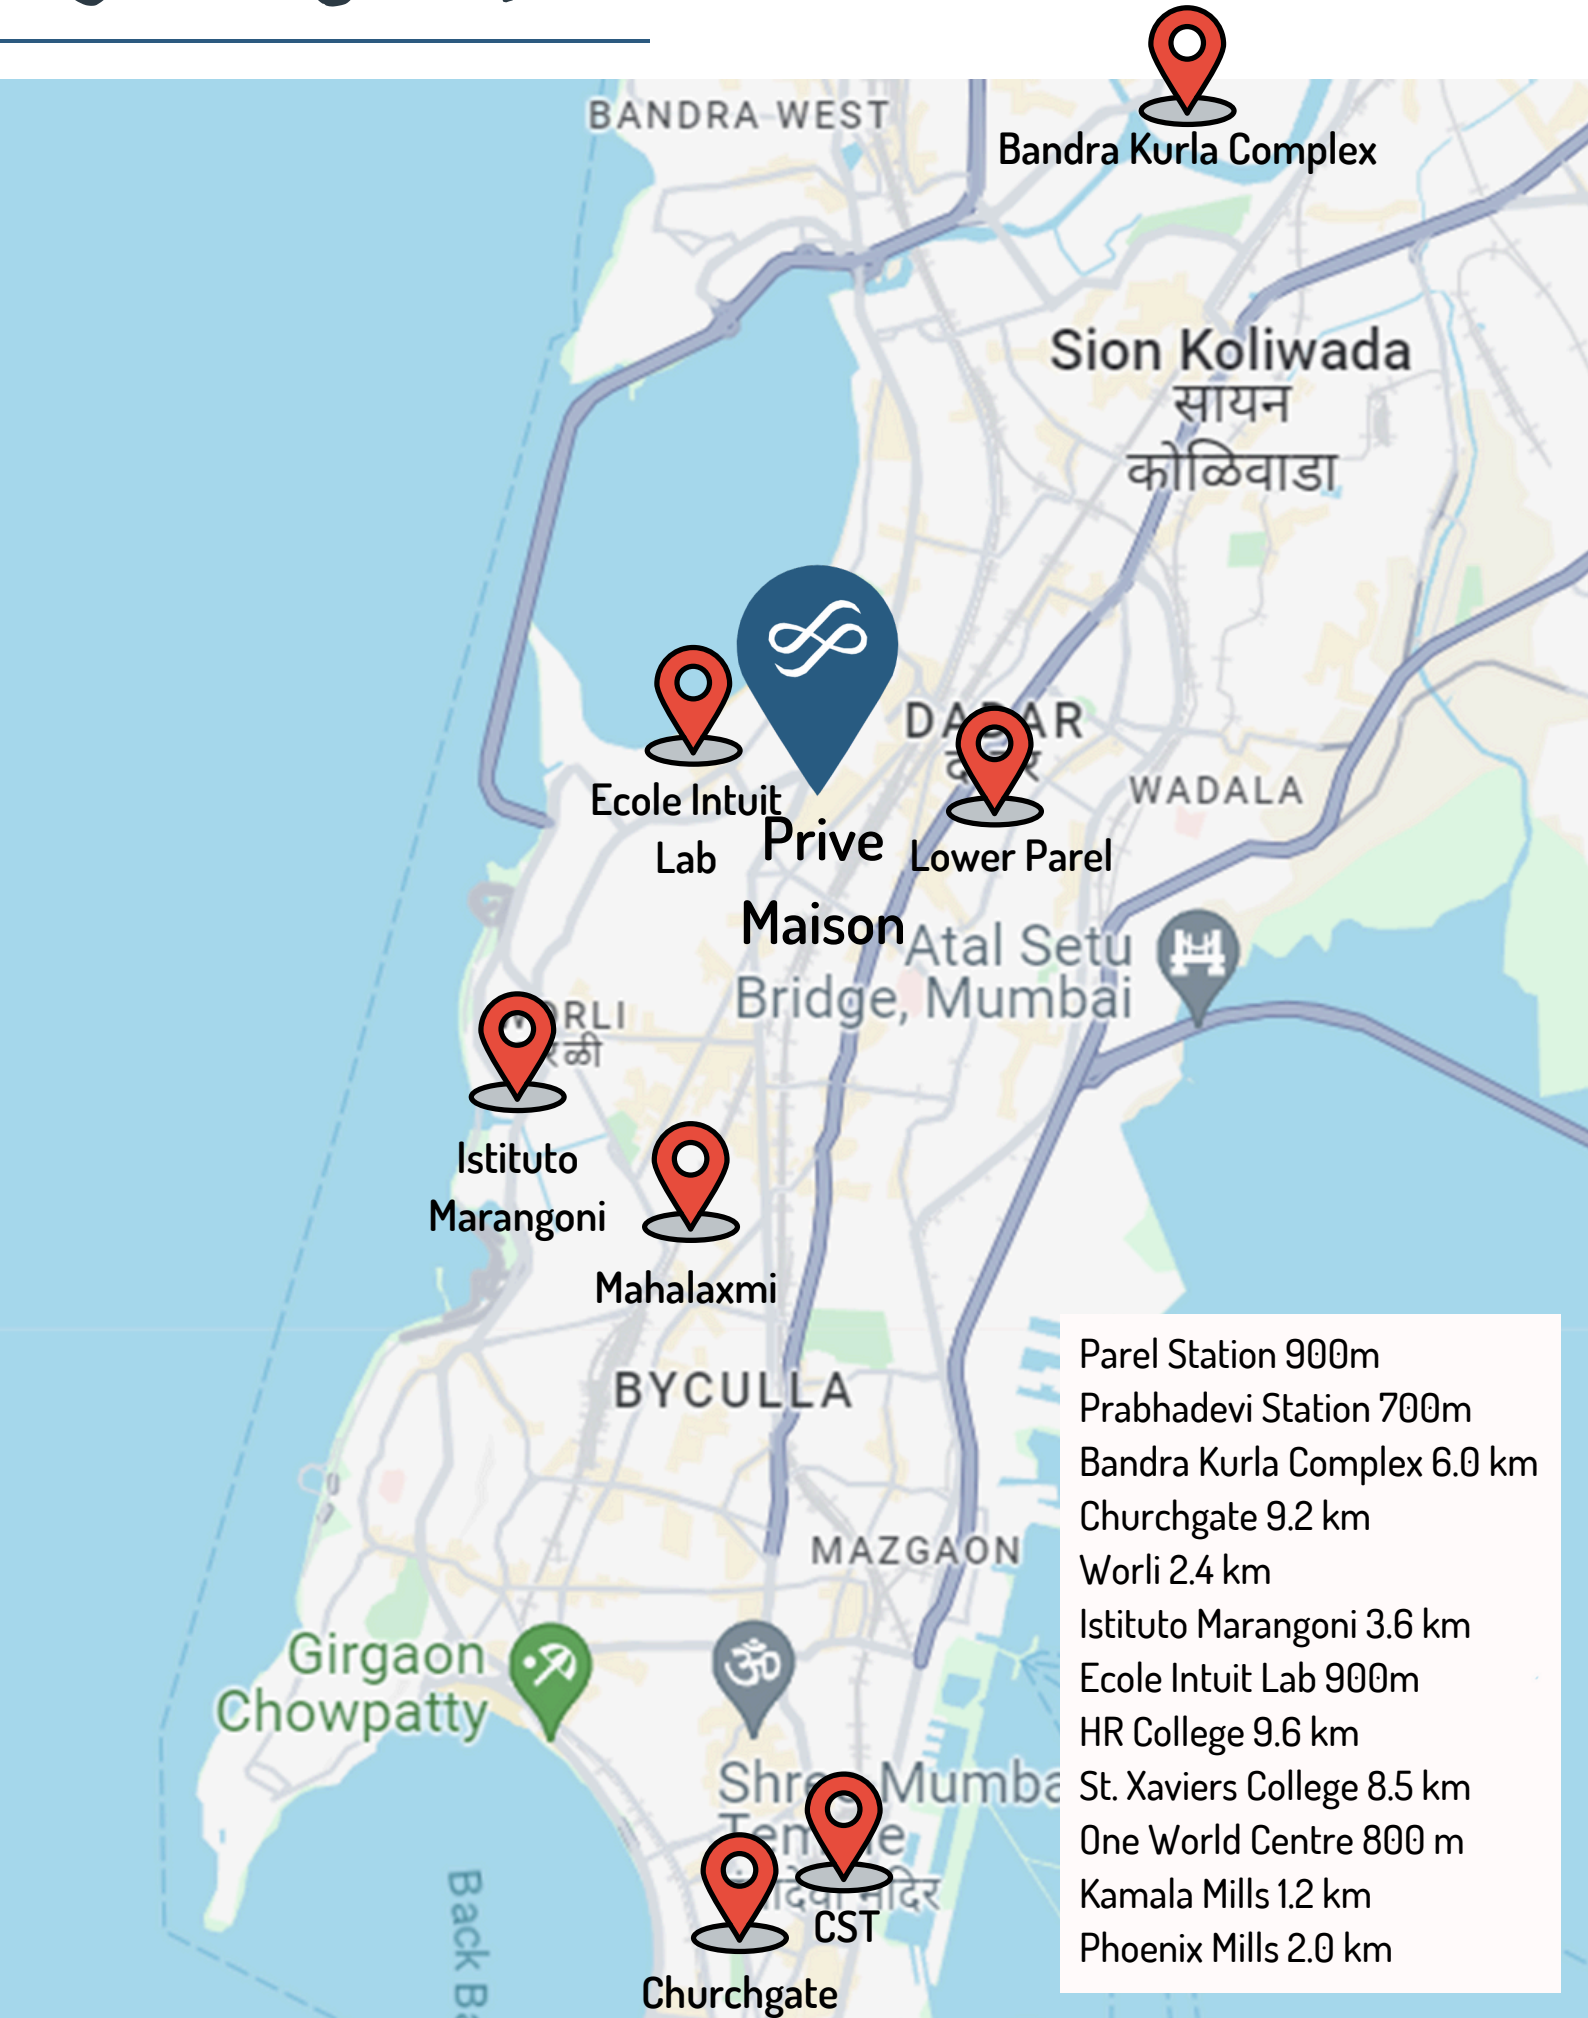 BANDRA WEST
Bandra Kurla Complex
Sion Koliwada
सायन
कोळिवाडा
DADAR
WADALA
Ecole Intuit
Lab
Prive
Maison
Lower Parel
Atal Setu
Bridge, Mumbai
Istituto
Marangoni
Mahalaxmi
BYCULLA
MAZGAON
Girgaon
Chowpatty
CST
Churchgate
Parel Station 900m
Prabhadevi Station 700m
Bandra Kurla Complex 6.0 km
Churchgate 9.2 km
Worli 2.4 km
Istituto Marangoni 3.6 km
Ecole Intuit Lab 900m
HR College 9.6 km
St. Xaviers College 8.5 km
One World Centre 800 m
Kamala Mills 1.2 km
Phoenix Mills 2.0 km
Back